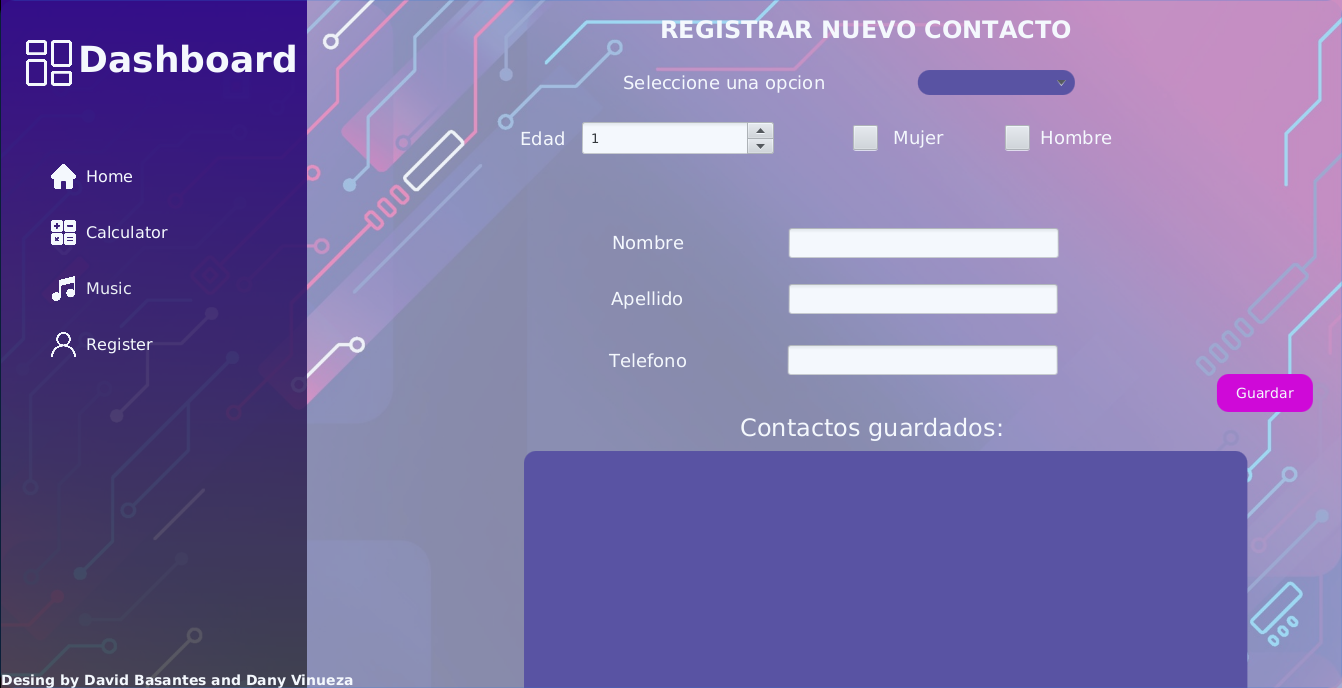 Dashboard
Home
Calculator
Music
Register
Desing by David Basantes and Dany Vinueza
REGISTRAR NUEVO CONTACTO
Seleccione una opcion
Edad 1 Mujer Hombre
Nombre
Apellido
Telefono
Guardar
Contactos guardados: